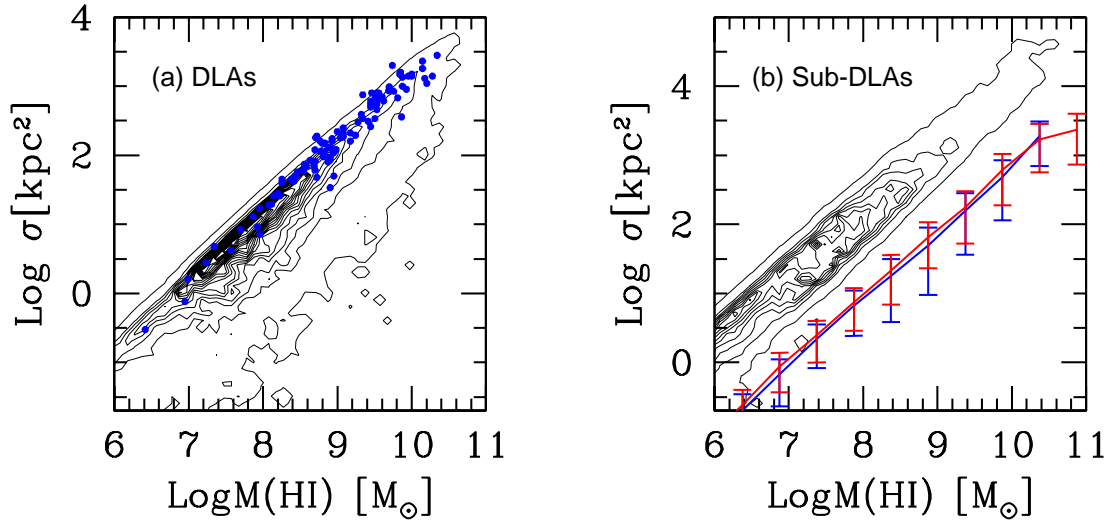 (a) DLAs
Log σ[kpc²]
4
2
0
6 7 8 9 10 11
LogM(HI) [M⊙]
(b) Sub-DLAs
Log σ[kpc²]
4
2
0
6 7 8 9 10 11
LogM(HI) [M⊙]